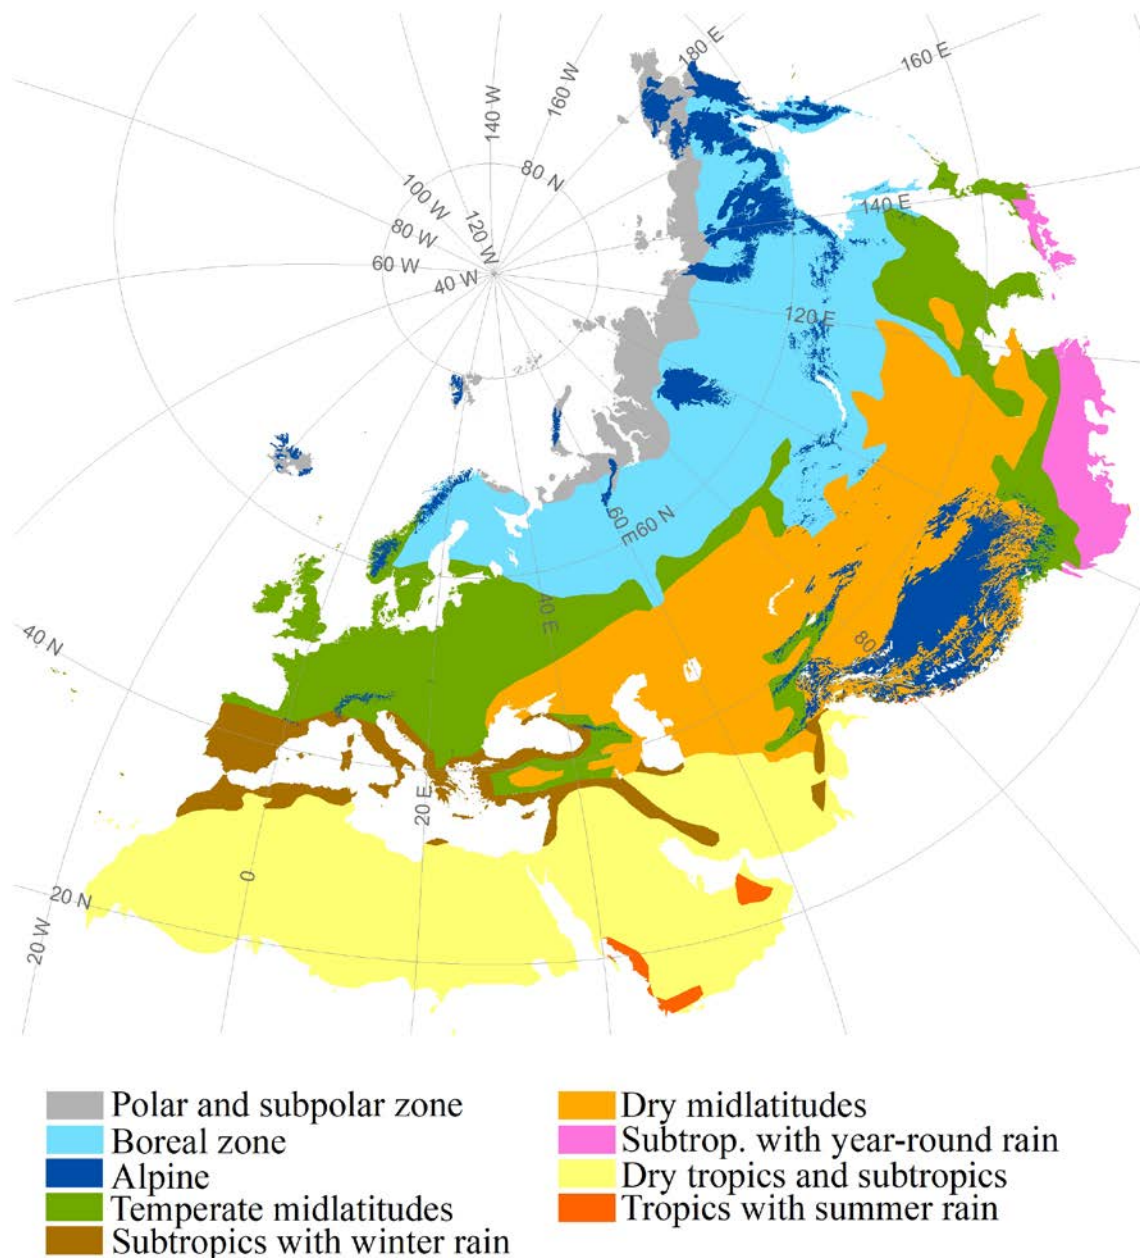 180 E
160 E
160 W
140 W
80 N
100 W
120 W
140 E
80 W
60 W
40 W
120 E
60 N
60 E
40 E
40 N
80
20 E
0
20 N
20 W
Polar and subpolar zone
Boreal zone
Alpine
Temperate midlatitudes
Subtropics with winter rain
Dry midlatitudes
Subtrop. with year-round rain
Dry tropics and subtropics
Tropics with summer rain